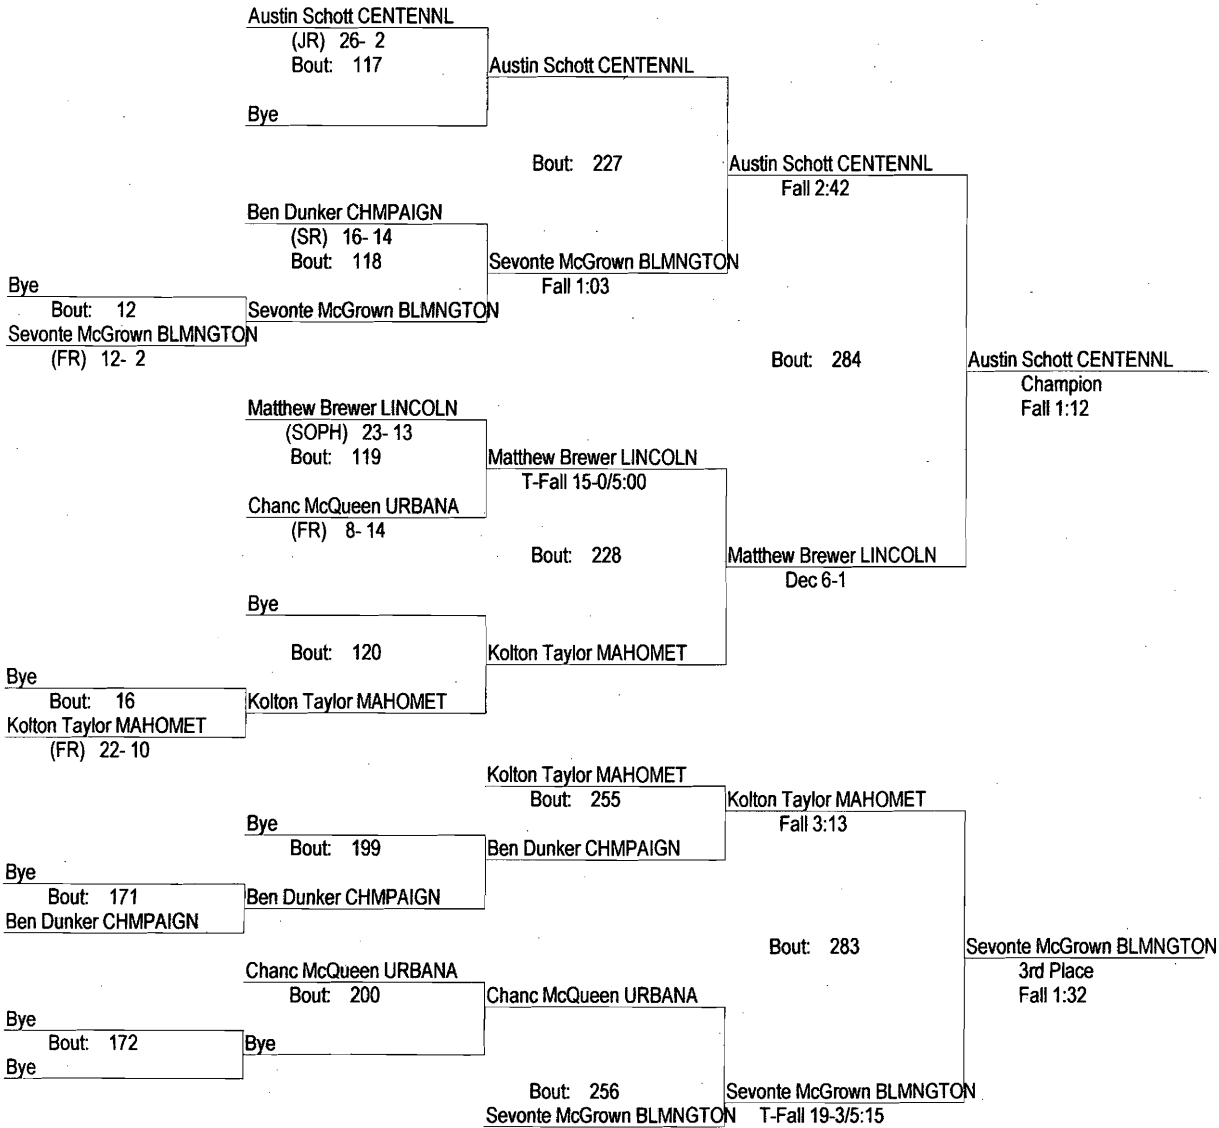 Austin Schott CENTENNL
(JR) 26- 2
Bout: 117
Austin Schott CENTENNL
Bye
Bout: 227
Austin Schott CENTENNL
Fall 2:42
Ben Dunker CHMPAIGN
(SR) 16- 14
Bout: 118
Sevonte McGrown BLMNGTON
Fall 1:03
Bye
Bout: 12
Sevonte McGrown BLMNGTON
Sevonte McGrown BLMNGTON
(FR) 12- 2
Bout: 284
Austin Schott CENTENNL
Champion
Fall 1:12
Matthew Brewer LINCOLN
(SOPH) 23- 13
Bout: 119
Matthew Brewer LINCOLN
T-Fall 15-0/5:00
Chanc McQueen URBANA
(FR) 8- 14
Bout: 228
Matthew Brewer LINCOLN
Dec 6-1
Bye
Bout: 120
Kolton Taylor MAHOMET
Bye
Bout: 16
Kolton Taylor MAHOMET
Kolton Taylor MAHOMET
(FR) 22- 10
Kolton Taylor MAHOMET
Bout: 255
Kolton Taylor MAHOMET
Fall 3:13
Bye
Bout: 199
Ben Dunker CHMPAIGN
Bye
Bout: 171
Ben Dunker CHMPAIGN
Ben Dunker CHMPAIGN
Bout: 283
Sevonte McGrown BLMNGTON
3rd Place
Fall 1:32
Chanc McQueen URBANA
Bout: 200
Chanc McQueen URBANA
Bye
Bout: 172
Bye
Bye
Bout: 256
Sevonte McGrown BLMNGTON
Sevonte McGrown BLMNGTON
T-Fall 19-3/5:15